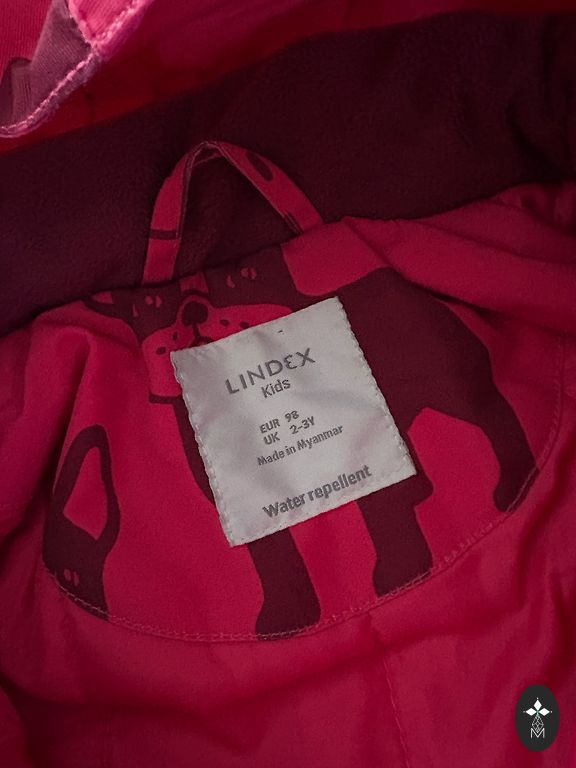 LINDEX
Kids
EUR 98
UK 2-3Y
Made in Myanmar
Water repellent
M